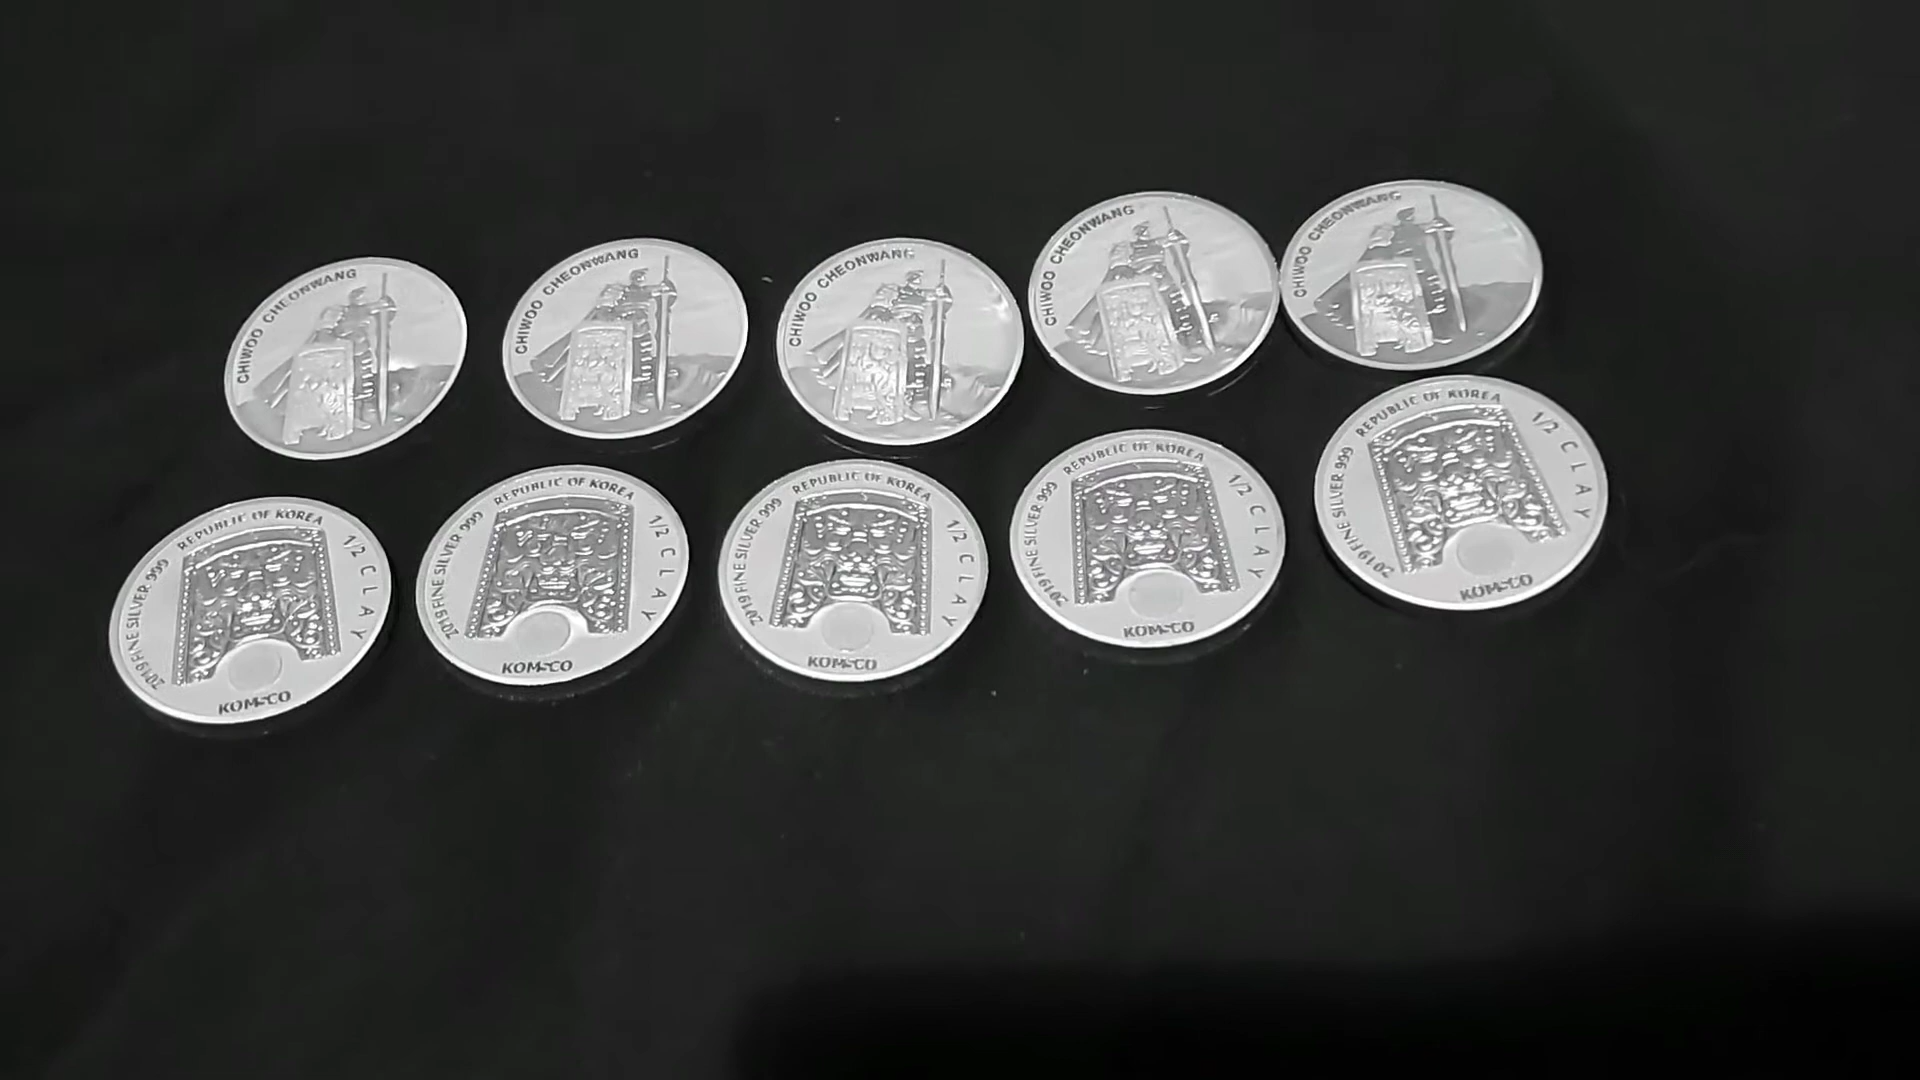 CHIWOO CHEONWANG
CHIWOO CHEONWANG
CHIWOO CHEONWANG
CHIWOO CHEONWANG
CHIWOO CHEONWANG
2019 FINE SILVER 999
REPUBLIC OF KOREA
1/2 CLAY
KOMSCO
2019 FINE SILVER 999
REPUBLIC OF KOREA
1/2 CLAY
KOMSCO
2019 FINE SILVER 999
REPUBLIC OF KOREA
1/2 CLAY
KOMSCO
2019 FINE SILVER 999
REPUBLIC OF KOREA
1/2 CLAY
KOMSCO
2019 FINE SILVER 999
REPUBLIC OF KOREA
1/2 CLAY
KOMSCO